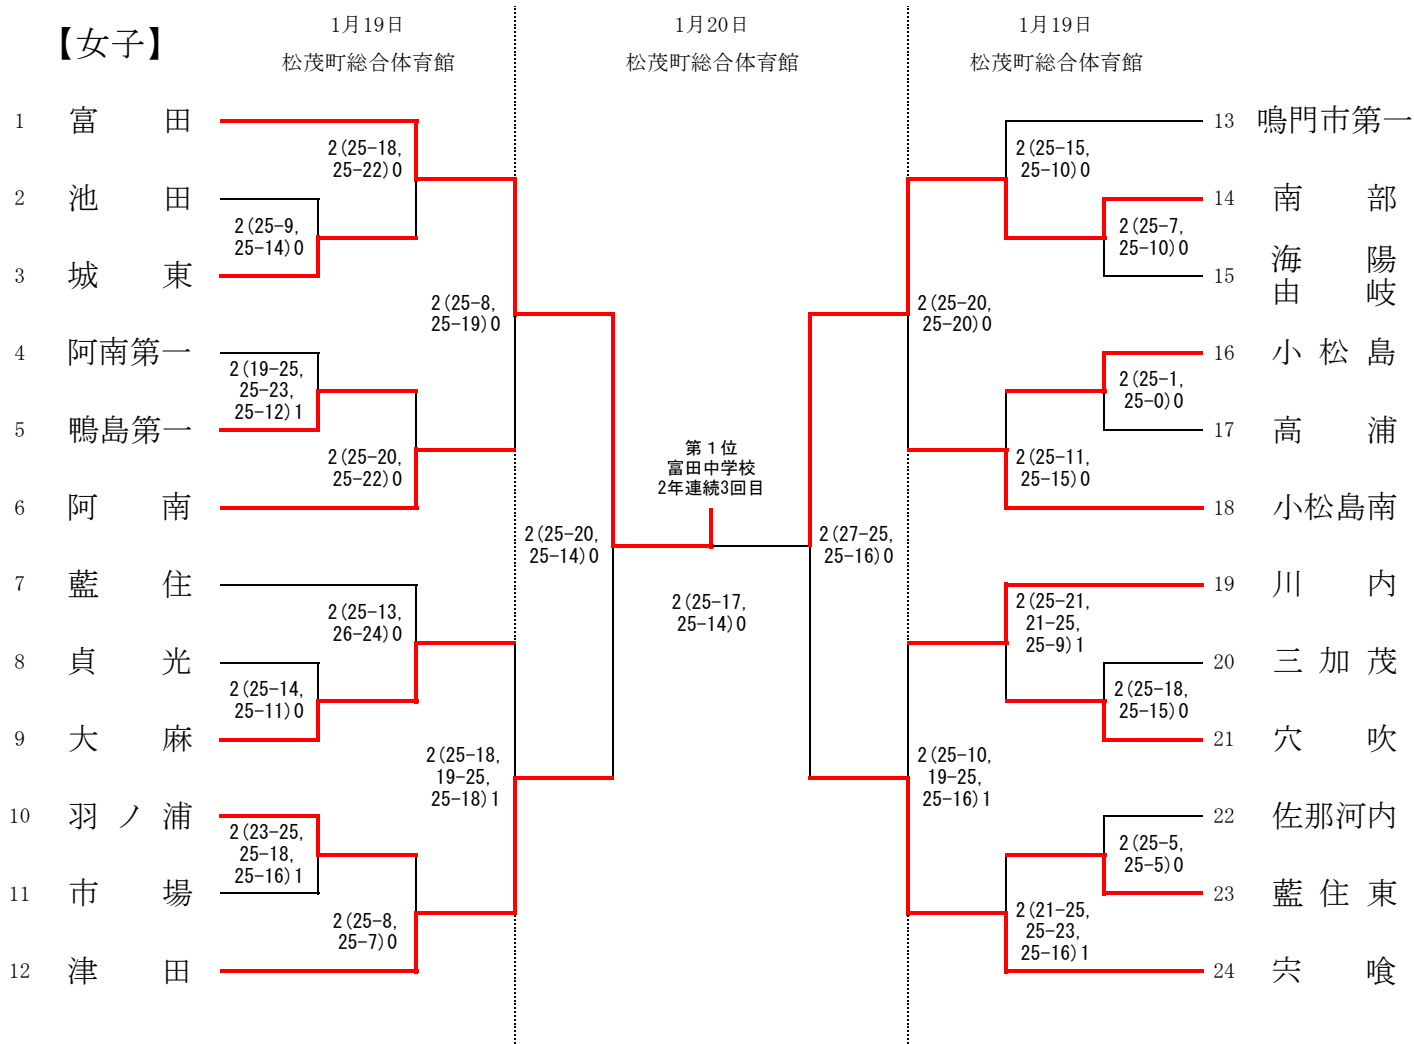 【女子】
1月19日
松茂町総合体育館
1月20日
松茂町総合体育館
1月19日
松茂町総合体育館
1 富田
2 池田
3 城東
4 阿南第一
5 鴨島第一
6 阿南
7 藍住
8 貞光
9 大麻
10 羽ノ浦
11 市場
12 津田
2(25-18,
25-22)0
2(25-9,
25-14)0
2(25-8,
25-19)0
2(19-25,
25-23,
25-12)1
2(25-20,
25-22)0
2(25-20,
25-14)0
2(25-13,
26-24)0
2(25-14,
25-11)0
2(25-18,
19-25,
25-18)1
2(23-25,
25-18,
25-16)1
2(25-8,
25-7)0
第1位
富田中学校
2年連続3回目
2(25-17,
25-14)0
2(25-15,
25-10)0
2(25-7,
25-10)0
2(25-20,
25-20)0
2(25-1,
25-0)0
2(25-11,
25-15)0
2(27-25,
25-16)0
2(25-21,
21-25,
25-9)1
2(25-18,
25-15)0
2(25-10,
19-25,
25-16)1
2(25-5,
25-5)0
2(21-25,
25-23,
25-16)1
13 鳴門市第一
14 南部
15 海陽
由岐
16 小松島
17 高浦
18 小松島南
19 川内
20 三加茂
21 穴吹
22 佐那河内
23 藍住東
24 宍喰